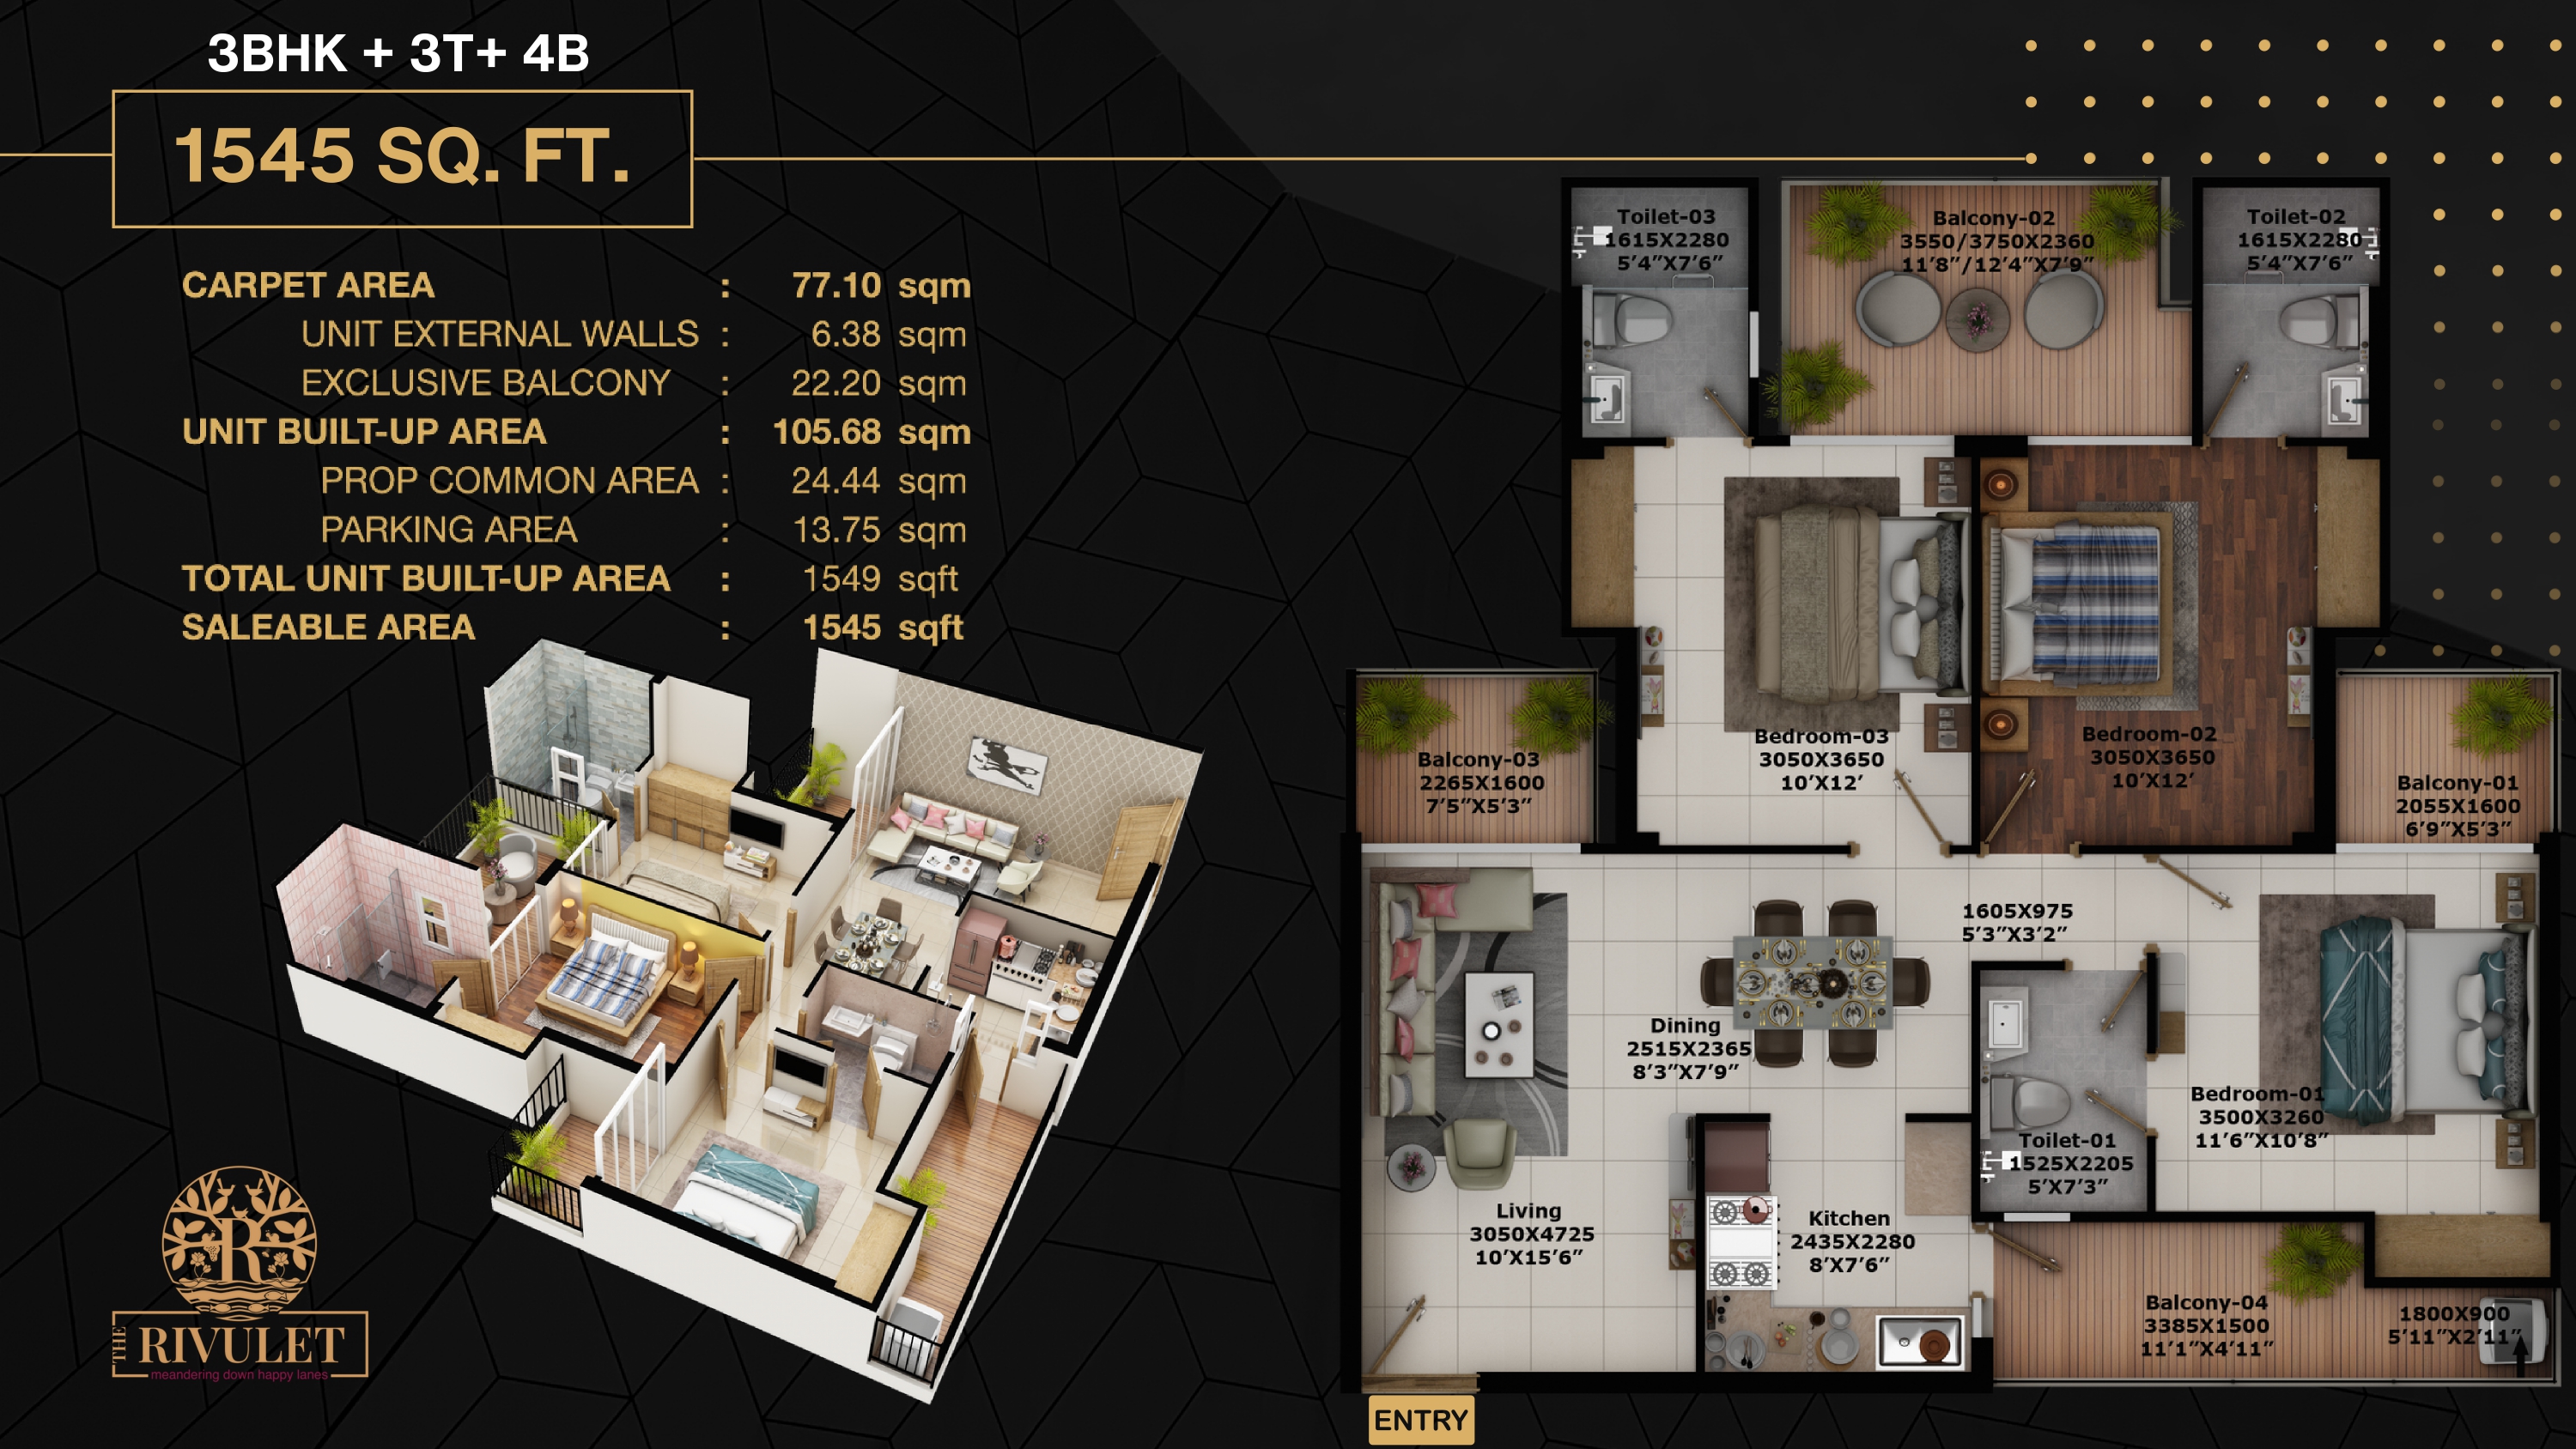 3BHK + 3T+ 4B
1545 SQ. FT.
CARPET AREA : 77.10 sqm
UNIT EXTERNAL WALLS : 6.38 sqm
EXCLUSIVE BALCONY : 22.20 sqm
UNIT BUILT-UP AREA : 105.68 sqm
PROP COMMON AREA : 24.44 sqm
PARKING AREA : 13.75 sqm
TOTAL UNIT BUILT-UP AREA : 1549 sqft
SALEABLE AREA : 1545 sqft
Toilet-03
1615X2280
5'4"X7'6"
Balcony-02
3550/3750X2360
11'8"/12'4"X7'9"
Toilet-02
1615X2280
5'4"X7'6"
Bedroom-03
3050X3650
10'X12'
Bedroom-02
3050X3650
10'X12'
Balcony-03
2265X1600
7'5"X5'3"
Balcony-01
2055X1600
6'9"X5'3"
1605X975
5'3"X3'2"
Dining
2515X2365
8'3"X7'9"
Bedroom-01
3500X3260
11'6"X10'8"
Toilet-01
1525X2205
5'X7'3"
Living
3050X4725
10'X15'6"
Kitchen
2435X2280
8'X7'6"
Balcony-04
3385X1500
11'1"X4'11"
1800X900
5'11"X2'11"
ENTRY
R
THE RIVULET
meandering down happy lanes